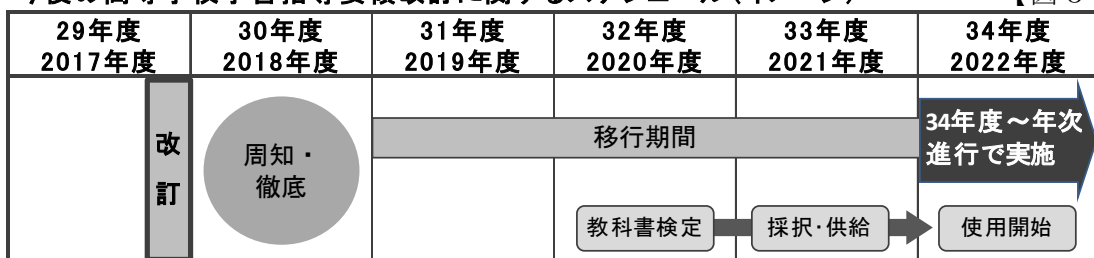 29年度 30年度 31年度 32年度 33年度 34年度
2017年度 2018年度 2019年度 2020年度 2021年度 2022年度
改訂
周知・
徹底
移行期間
34年度～年次
進行で実施
教科書検定
採択・供給
使用開始